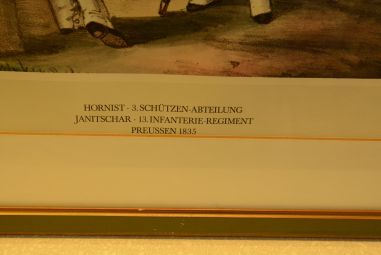 HORNIST · 3. SCHÜTZEN-ABTEILUNG
JANITSCHAR · 13. INFANTERIE-REGIMENT
PREUSSEN 1835